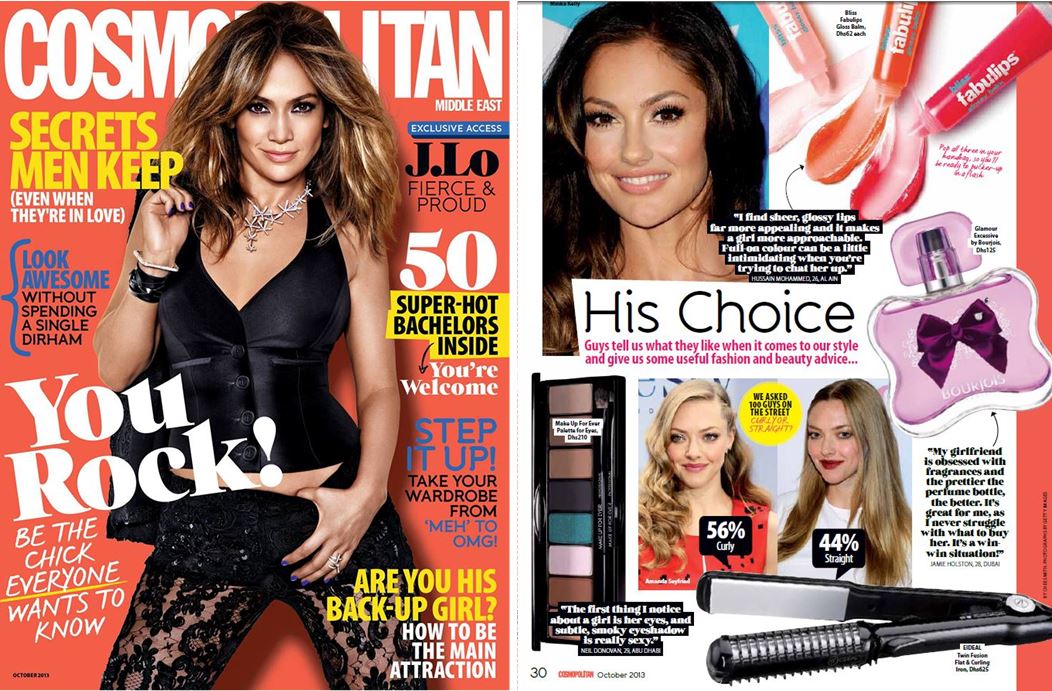 COSMOPOLITAN
MIDDLE EAST
SECRETS
MEN KEEP
(EVEN WHEN
THEY'RE IN LOVE)
LOOK
AWESOME
WITHOUT
SPENDING
A SINGLE
DIRHAM
You
Rock!
BE THE
CHICK
EVERYONE
WANTS TO
KNOW
OCTOBER 2013
EXCLUSIVE ACCESS
J.Lo
FIERCE &
PROUD
50
SUPER-HOT
BACHELORS
INSIDE
You're
Welcome
STEP
IT UP!
TAKE YOUR
WARDROBE
FROM
'MEH' TO
OMG!
ARE YOU HIS
BACK-UP GIRL?
HOW TO BE
THE MAIN
ATTRACTION
Minka Kelly
Bliss
Fabulips
Gloss Balm,
Dhs62 each
fabulips
bliss
fabulips
Pop all three in your
handbag, so you'll
be ready to pucker-up
in a flash
"I find sheer, glossy lips
far more appealing and it makes
a girl more approachable.
Full-on colour can be a little
intimidating when you're
trying to chat her up."
HUSSAIN MOHAMMED, 26, AL AIN
Glamour
Excessive
by Bourjois,
Dhs125
BOURJOIS
His Choice
Guys tell us what they like when it comes to our style
and give us some useful fashion and beauty advice...
Make Up For Ever
Palette for Eyes,
Dhs210
MAKE UP FOR EVER
WE ASKED
100 GUYS ON
THE STREET
CURLY OR
STRAIGHT?
56%
Curly
44%
Straight
Amanda Seyfried
"My girlfriend
is obsessed with
fragrances and
the prettier the
perfume bottle,
the better. It's
great for me, as
I never struggle
with what to buy
her. It's a win-
win situation!"
JAMIE HOLSTON, 28, DUBAI
"The first thing I notice
about a girl is her eyes, and
subtle, smoky eyeshadow
is really sexy."
NEIL DONOVAN, 29, ABU DHABI
EIDEAL
Twin Fusion
Flat & Curling
Iron, Dhs625
30 COSMOPOLITAN October 2013